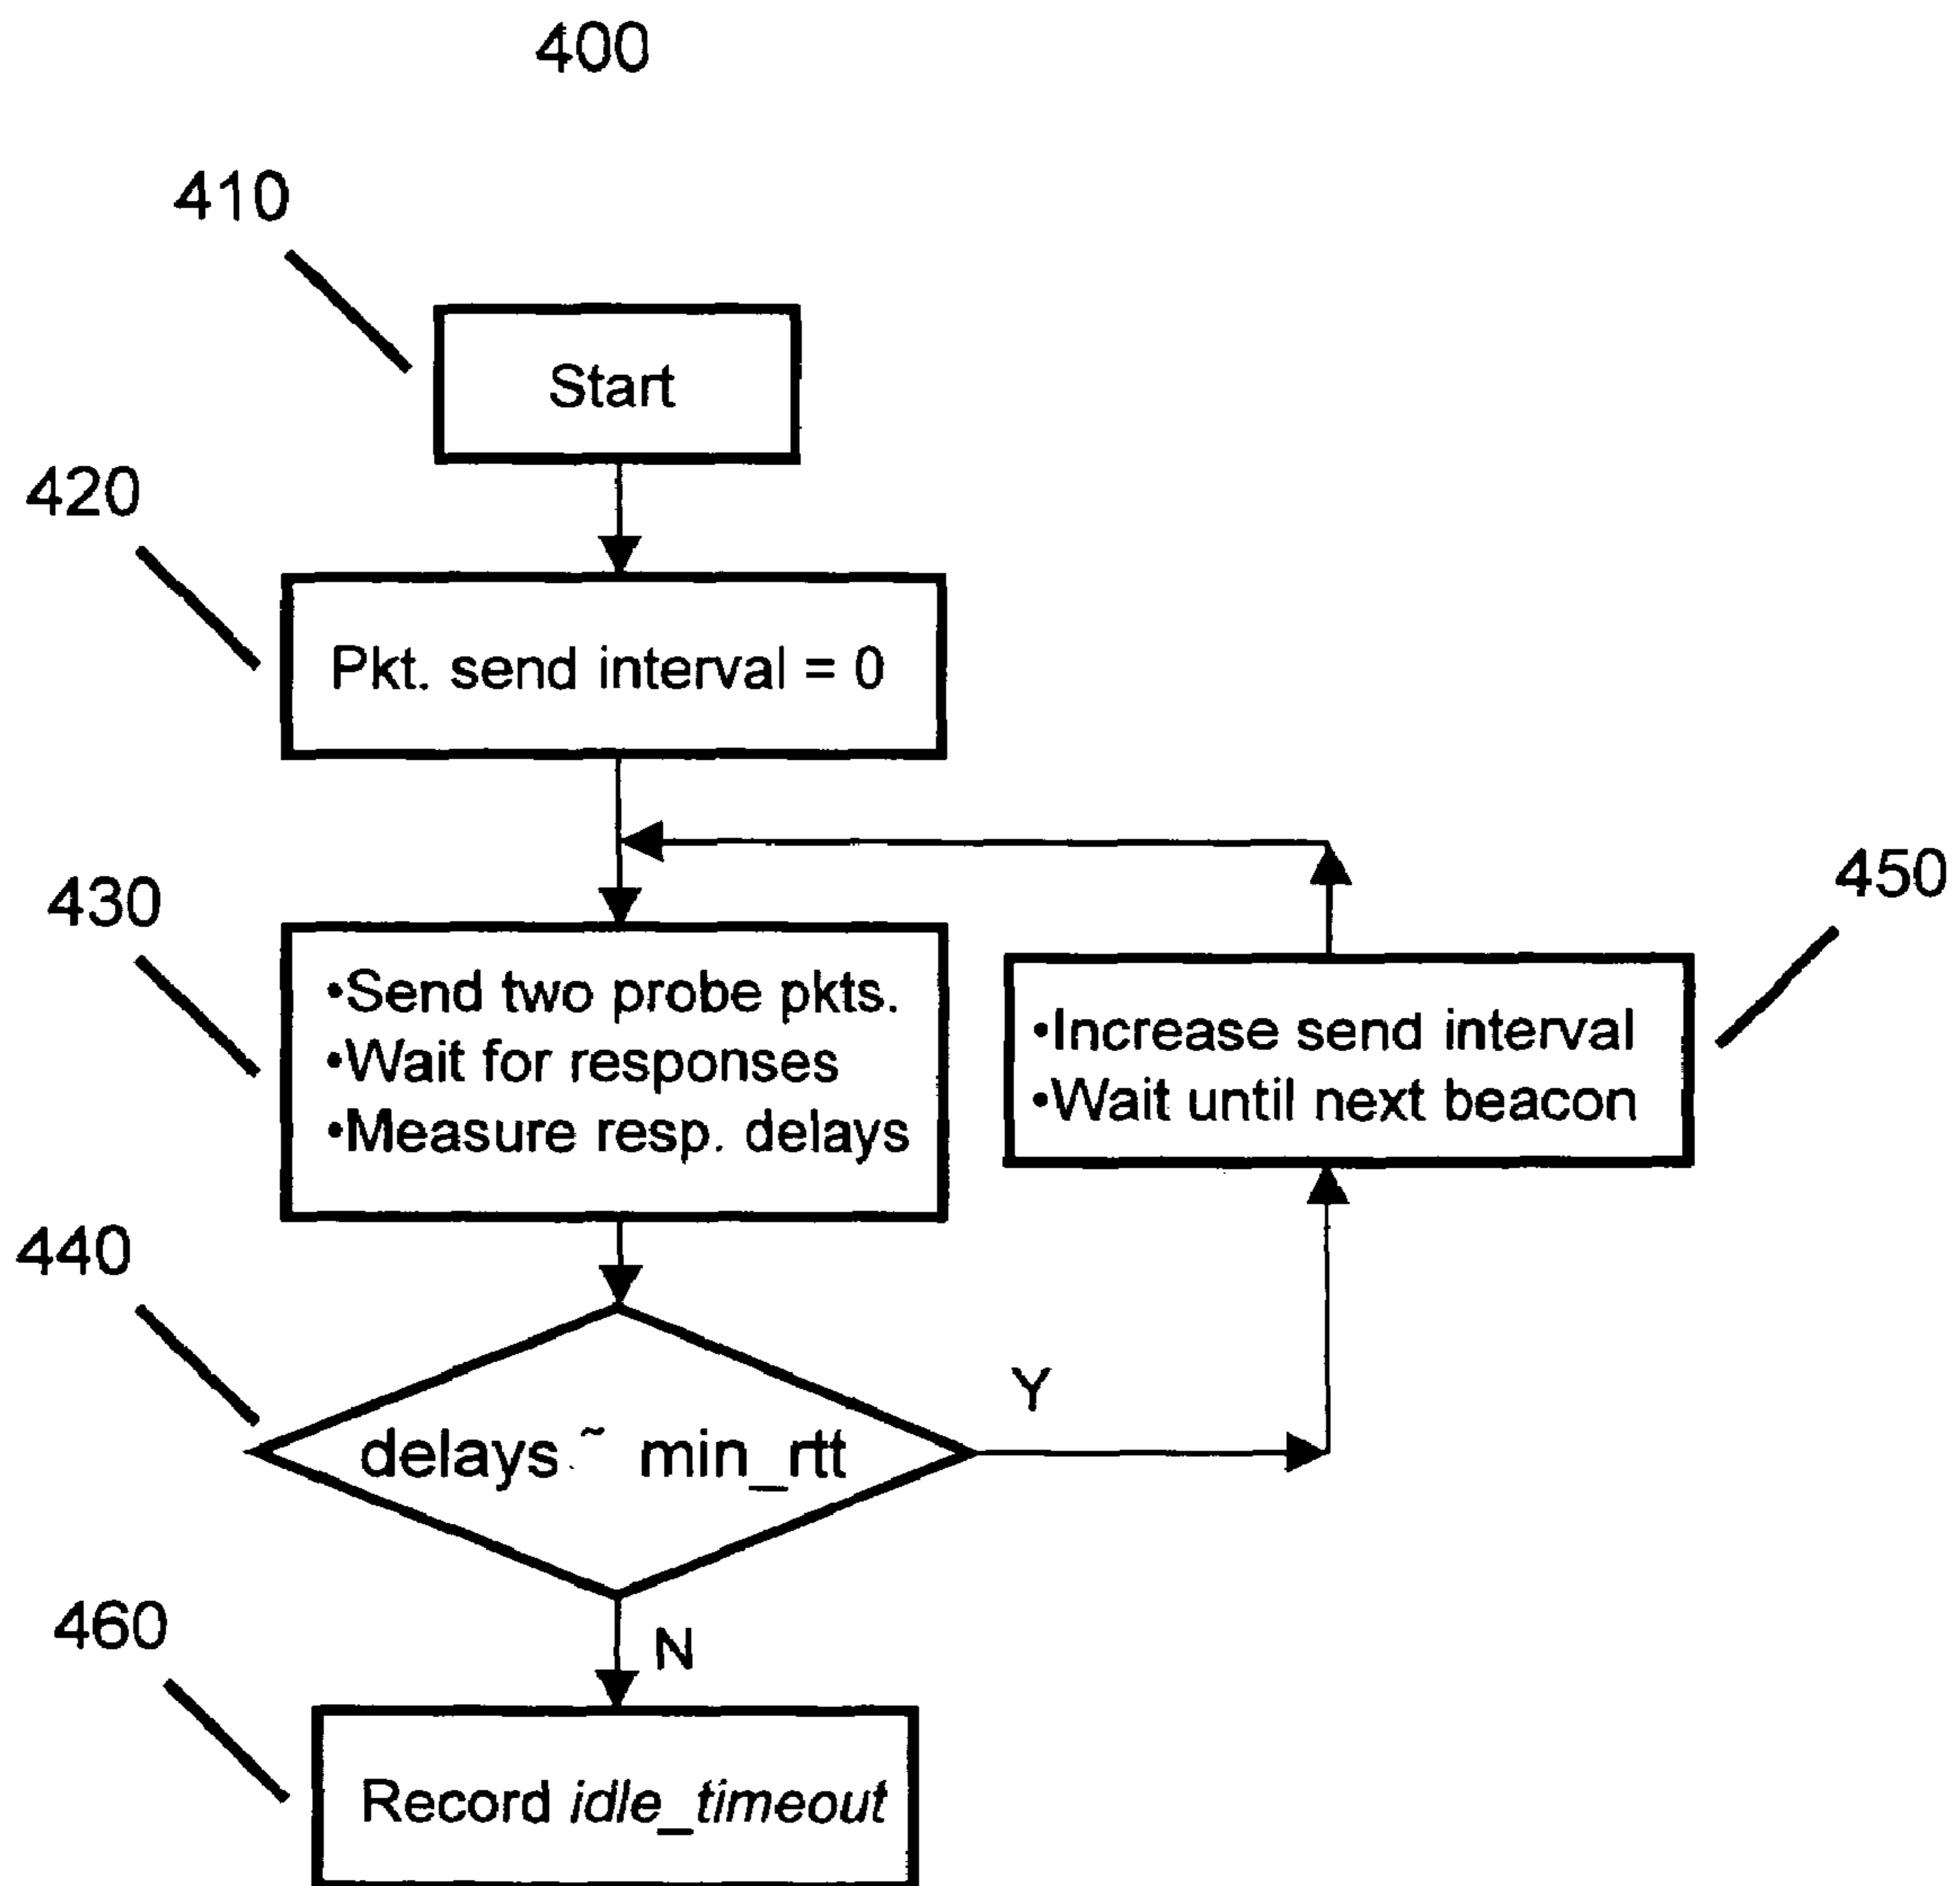 400
410
Start
420
Pkt. send interval = 0
430
•Send two probe pkts.
•Wait for responses
•Measure resp. delays
450
•Increase send interval
•Wait until next beacon
440
delays ~ min_rtt
Y
N
460
Record idle_timeout